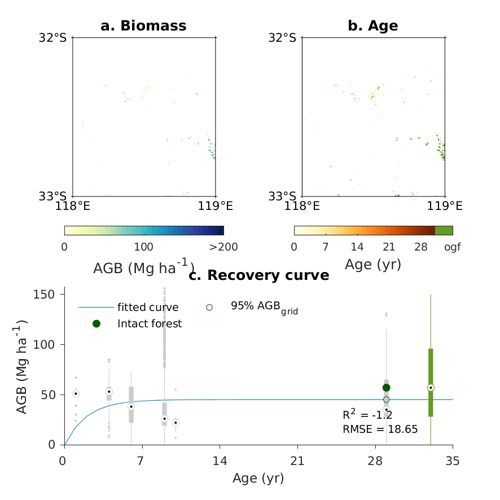 a. Biomass
b. Age
32°S
33°S
118°E
119°E
32°S
33°S
118°E
119°E
0 100 >200
AGB (Mg ha⁻¹)
0 7 14 21 28 ogf
Age (yr)
c. Recovery curve
fitted curve
Intact forest
95% AGB_grid
150
100
50
0
AGB (Mg ha⁻¹)
R² = -1.2
RMSE = 18.65
0 7 14 21 28 35
Age (yr)